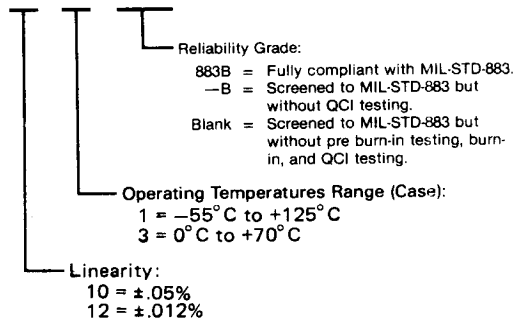 Reliability Grade:
883B = Fully compliant with MIL-STD-883.
—B = Screened to MIL-STD-883 but
without QCI testing.
Blank = Screened to MIL-STD-883 but
without pre burn-in testing, burn-
in, and QCI testing.
Operating Temperatures Range (Case):
1 = —55°C to +125°C
3 = 0°C to +70°C
Linearity:
10 = ±.05%
12 = ±.012%